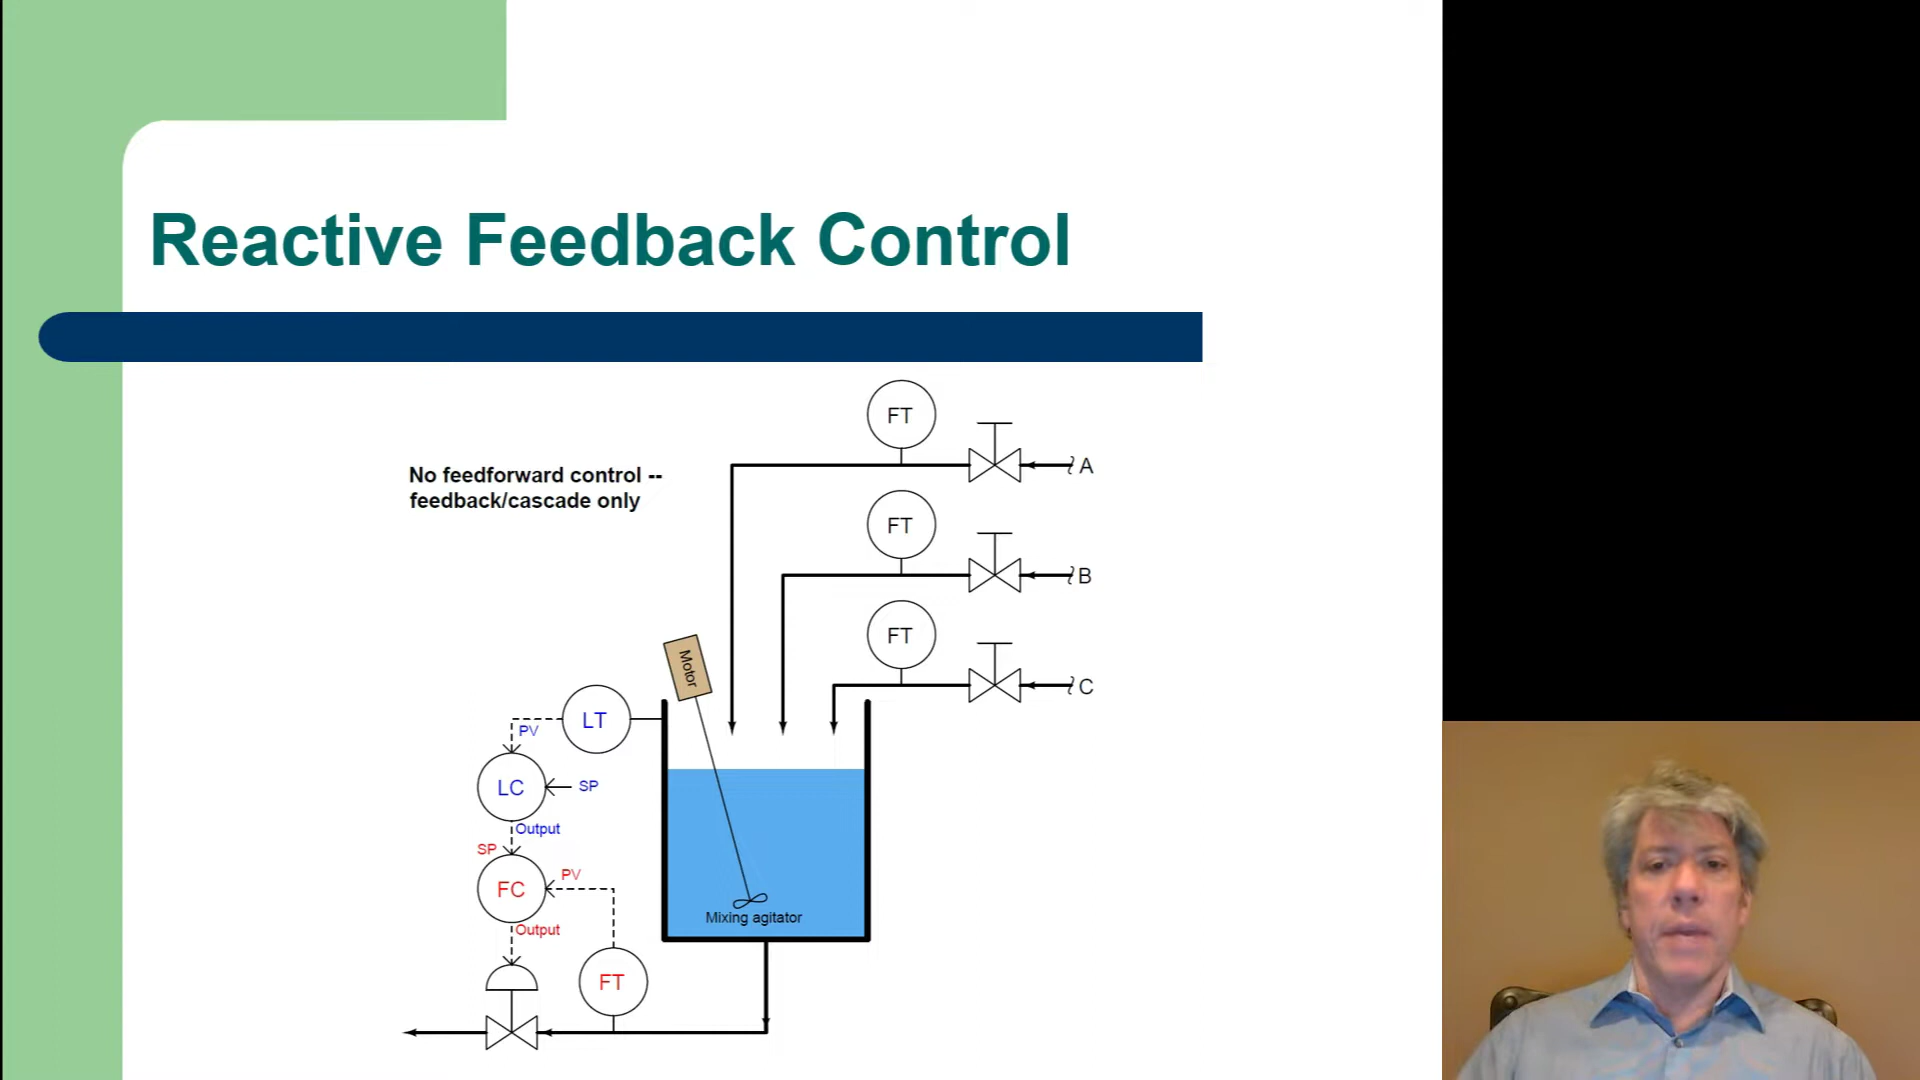 Reactive Feedback Control
No feedforward control --
feedback/cascade only
FT
A
FT
B
FT
C
Motor
LT
PV
LC
SP
Output
SP
FC
PV
Output
Mixing agitator
FT